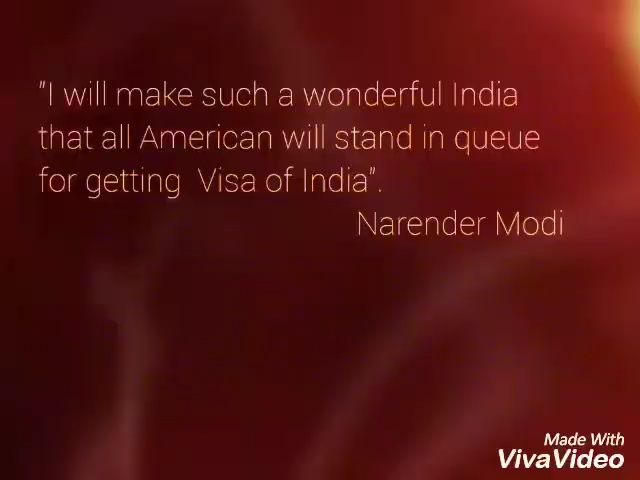 "I will make such a wonderful India
that all American will stand in queue
for getting  Visa of India".
Narender Modi
Made With
VivaVideo